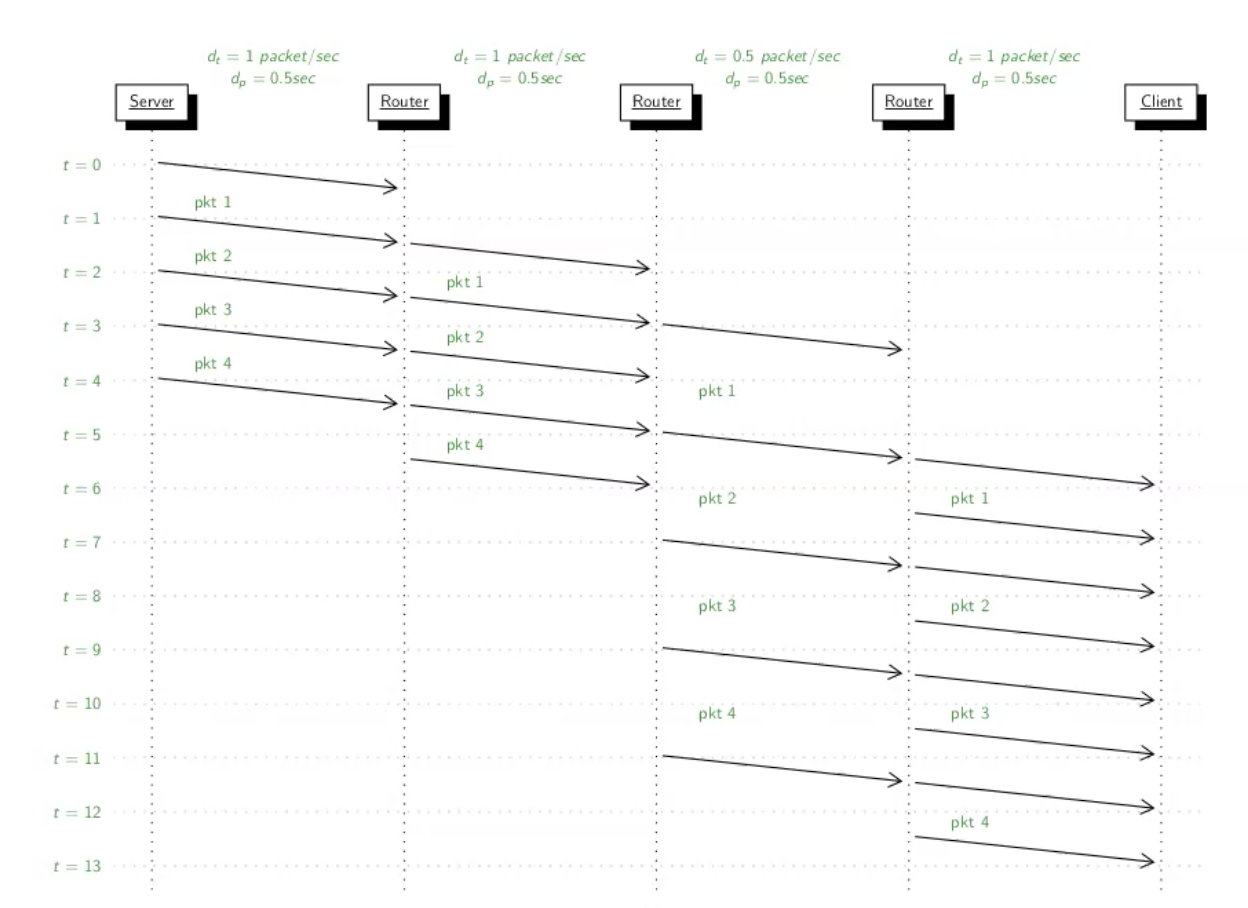 d_t = 1 packet/sec
d_p = 0.5sec
d_t = 1 packet/sec
d_p = 0.5sec
d_t = 0.5 packet/sec
d_p = 0.5sec
d_t = 1 packet/sec
d_p = 0.5sec
Server
Router
Router
Router
Client
t = 0
pkt 1
t = 1
pkt 2
t = 2
pkt 1
pkt 3
t = 3
pkt 2
pkt 4
t = 4
pkt 3
pkt 1
t = 5
pkt 4
t = 6
pkt 2
pkt 1
t = 7
t = 8
pkt 3
pkt 2
t = 9
t = 10
pkt 4
pkt 3
t = 11
t = 12
pkt 4
t = 13